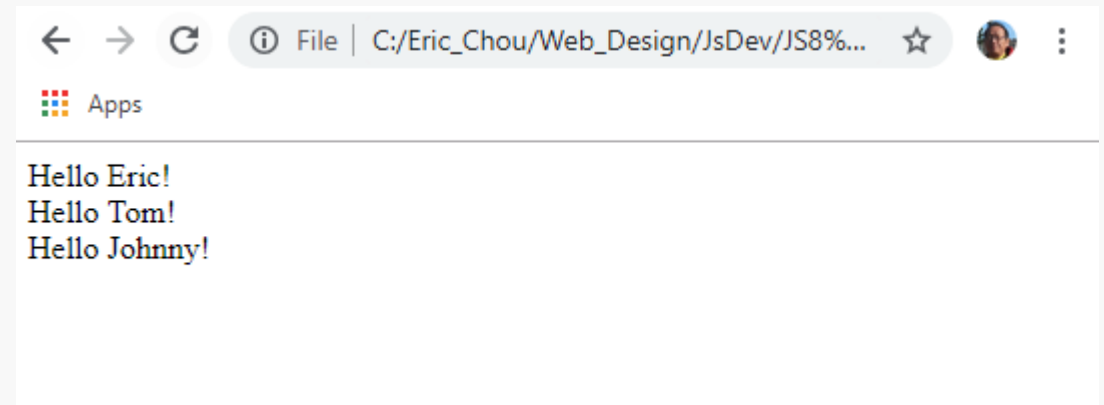 File C:/Eric_Chou/Web_Design/JsDev/JS8%...
Apps
Hello Eric!
Hello Tom!
Hello Johnny!